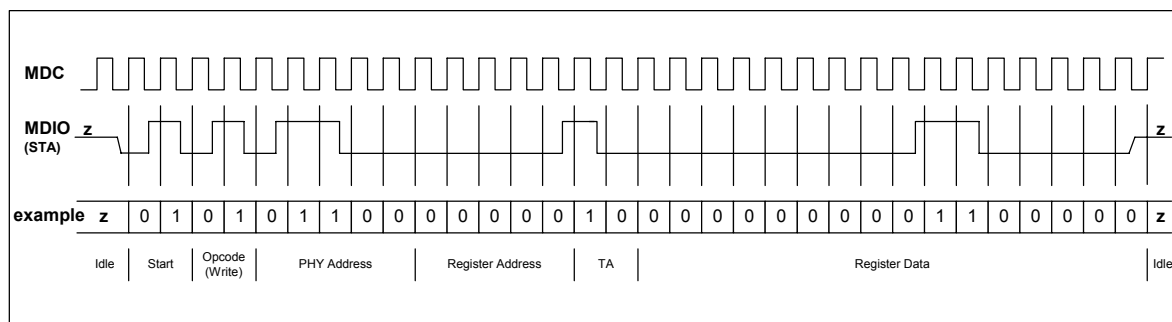 MDC
MDIO z z
(STA)
example z 0 1 0 1 0 1 1 0 0 0 0 0 0 0 1 0 0 0 0 0 0 0 0 0 0 1 1 0 0 0 0 0 z
Idle Start Opcode (Write) PHY Address Register Address TA Register Data Idle